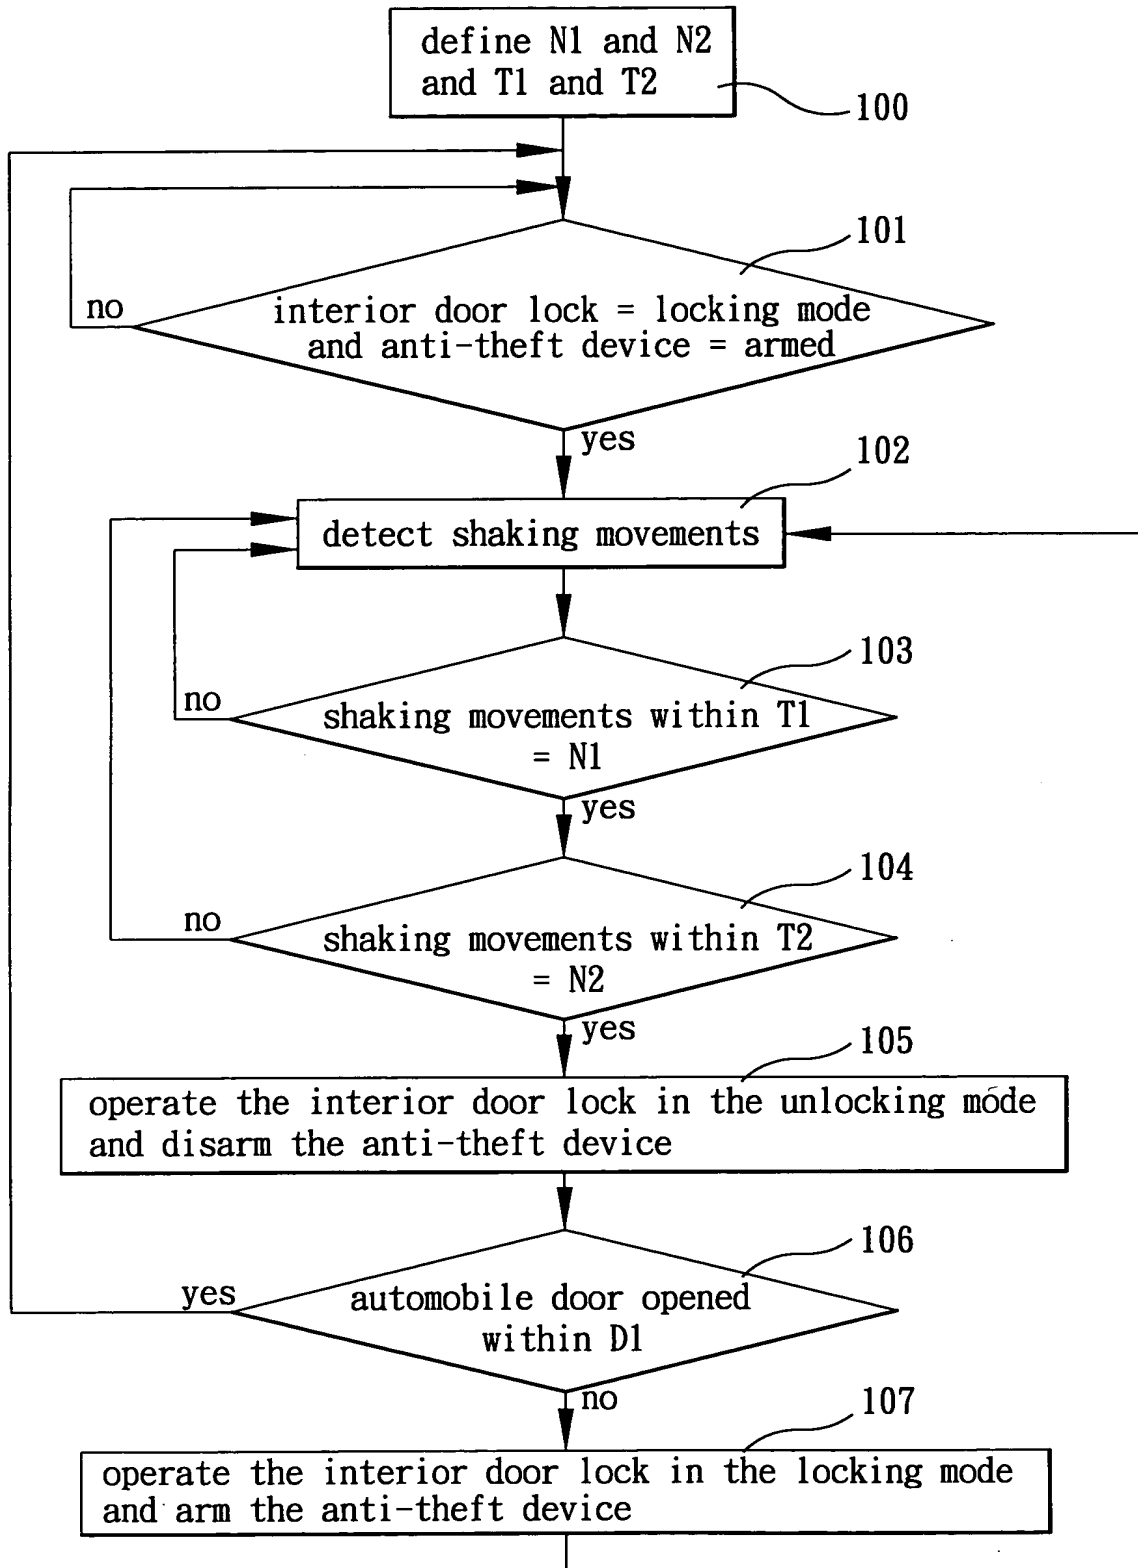 define N1 and N2
and T1 and T2
100
101
no
interior door lock = locking mode
and anti-theft device = armed
yes
102
detect shaking movements
103
no
shaking movements within T1
= N1
yes
104
no
shaking movements within T2
= N2
yes
105
operate the interior door lock in the unlocking mode
and disarm the anti-theft device
106
yes
automobile door opened
within D1
no
107
operate the interior door lock in the locking mode
and arm the anti-theft device